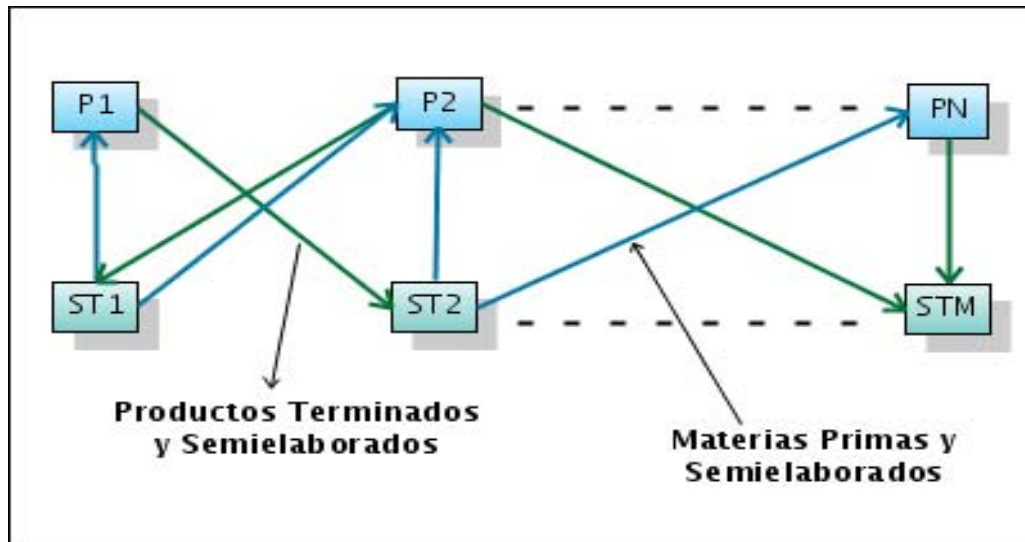 P1
P2
PN
ST1
ST2
STM
Productos Terminados
y Semielaborados
Materias Primas y
Semielaborados